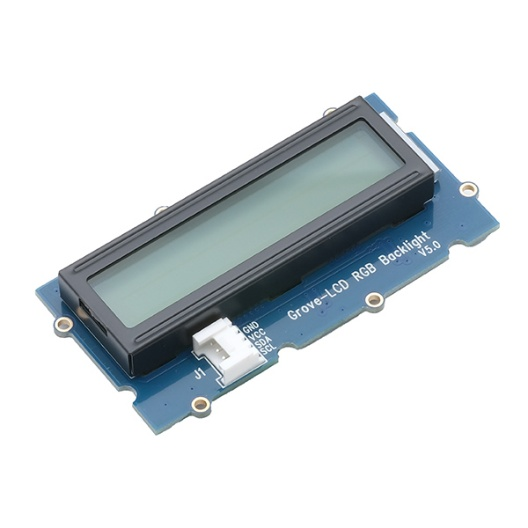 Grove-LCD RGB Backlight
V5.0
GND
VCC
SDA
SCL
J1